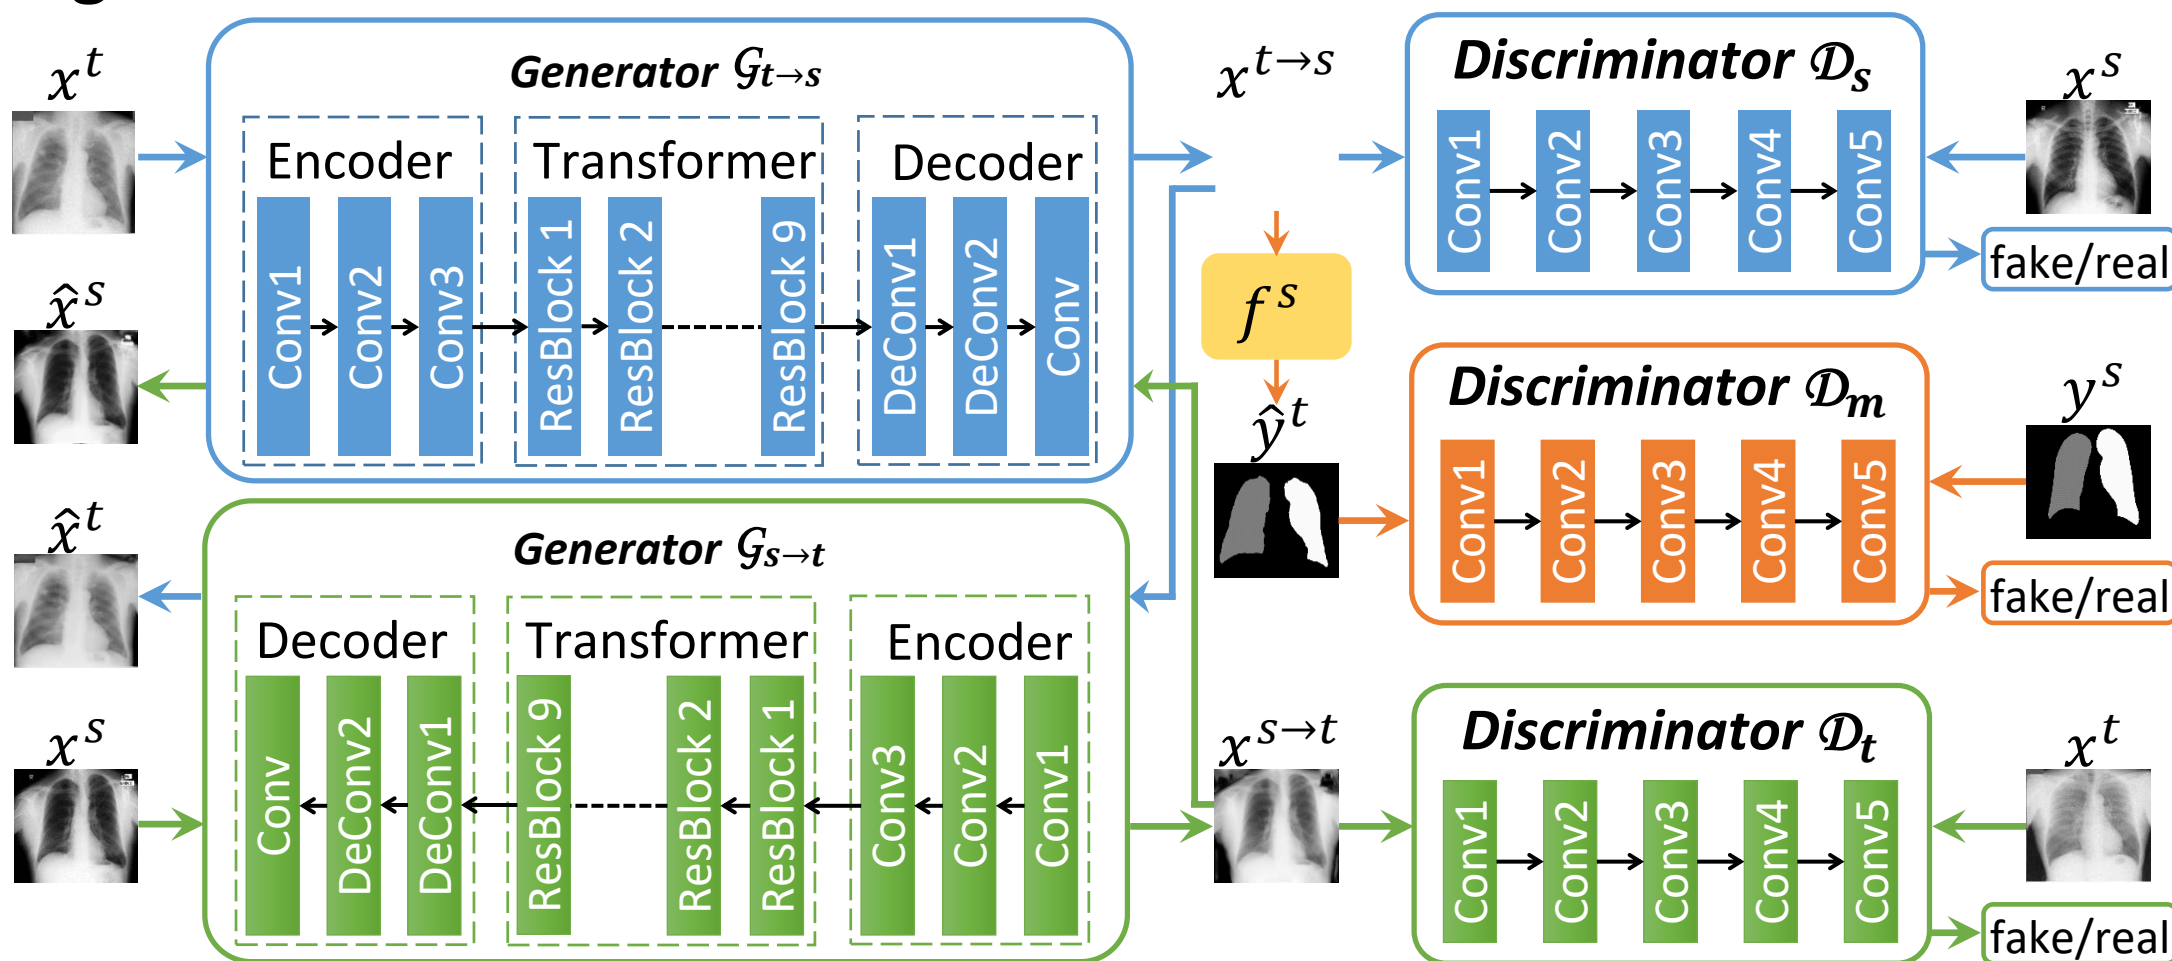 x^t
Generator 𝒢_{t→s}
Encoder
Conv1
Conv2
Conv3
Transformer
ResBlock 1
ResBlock 2
ResBlock 9
Decoder
DeConv1
DeConv2
Conv
x̂^s
x^{t→s}
f^s
ŷ^t
Discriminator 𝒟_s
Conv1
Conv2
Conv3
Conv4
Conv5
x^s
fake/real
Discriminator 𝒟_m
Conv1
Conv2
Conv3
Conv4
Conv5
y^s
fake/real
x̂^t
x^s
Generator 𝒢_{s→t}
Decoder
Conv
DeConv2
DeConv1
Transformer
ResBlock 9
ResBlock 2
ResBlock 1
Encoder
Conv3
Conv2
Conv1
x^{s→t}
Discriminator 𝒟_t
Conv1
Conv2
Conv3
Conv4
Conv5
x^t
fake/real